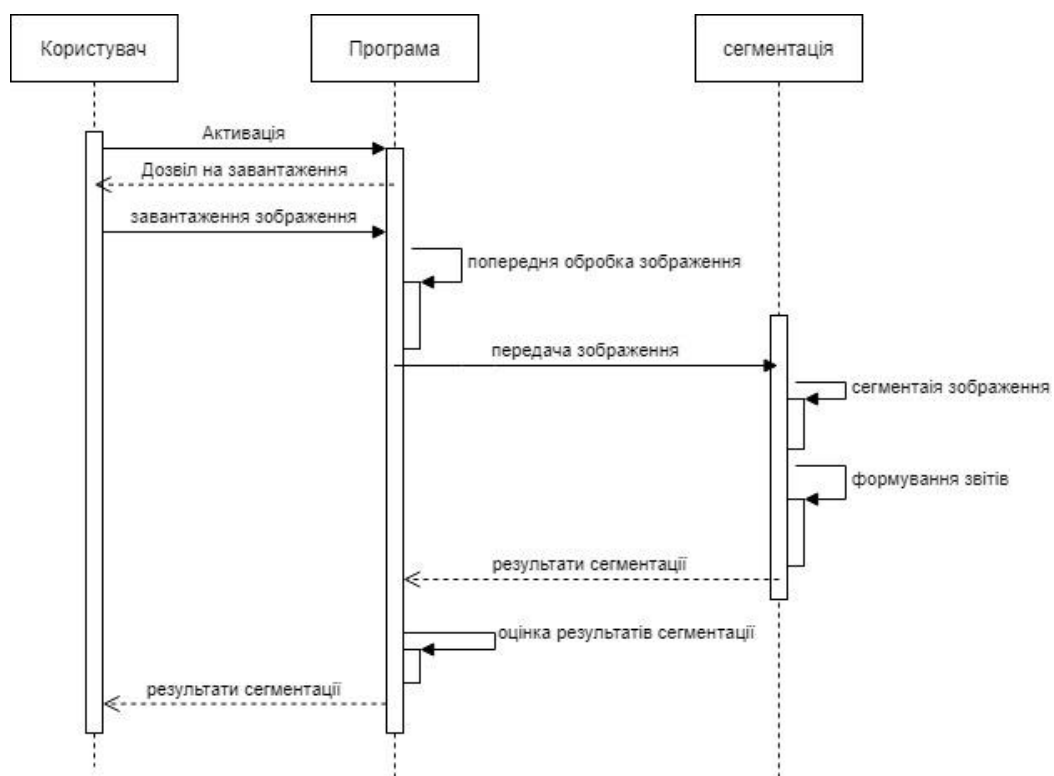 Користувач
Програма
сегментація
Активація
Дозвіл на завантаження
завантаження зображення
попередня обробка зображення
передача зображення
сегментаія зображення
формування звітів
результати сегментації
оцінка результатів сегментації
результати сегментації